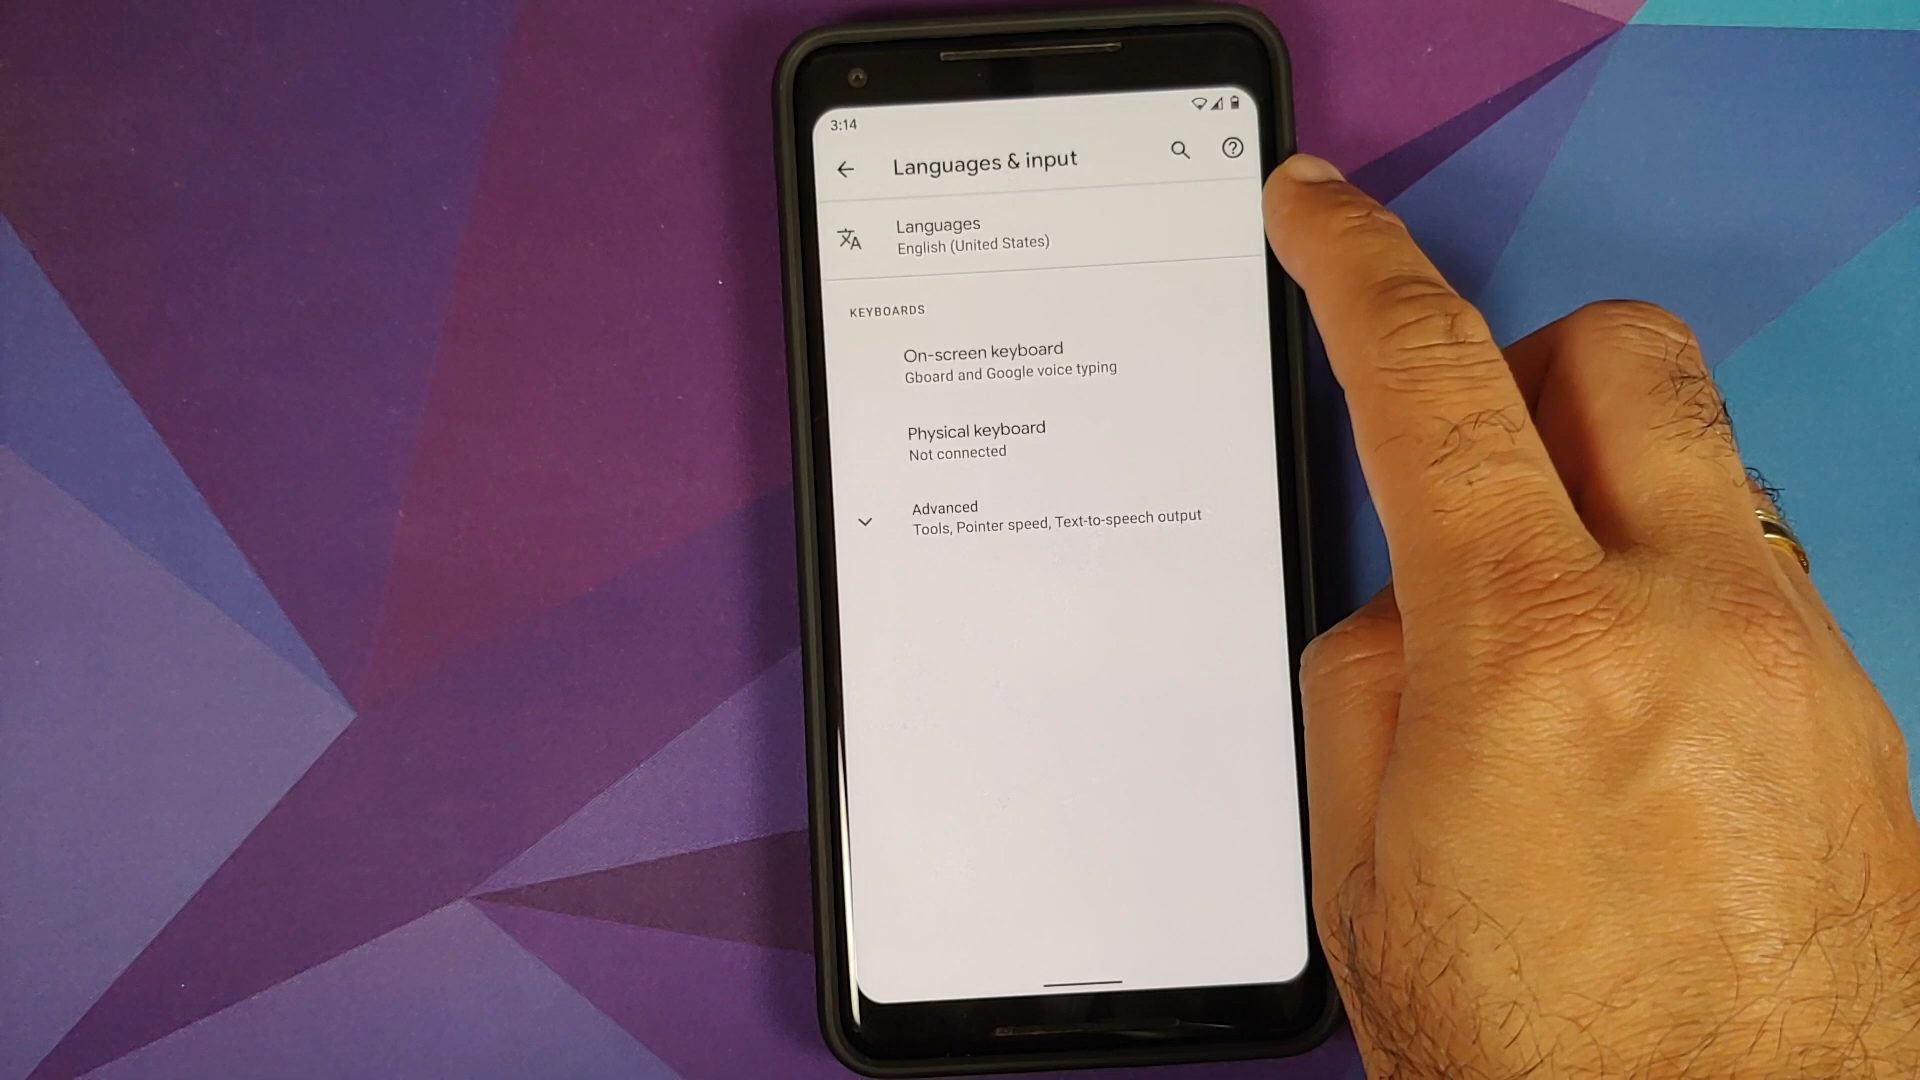 3:14
Languages & input
Languages
English (United States)
KEYBOARDS
On-screen keyboard
Gboard and Google voice typing
Physical keyboard
Not connected
Advanced
Tools, Pointer speed, Text-to-speech output